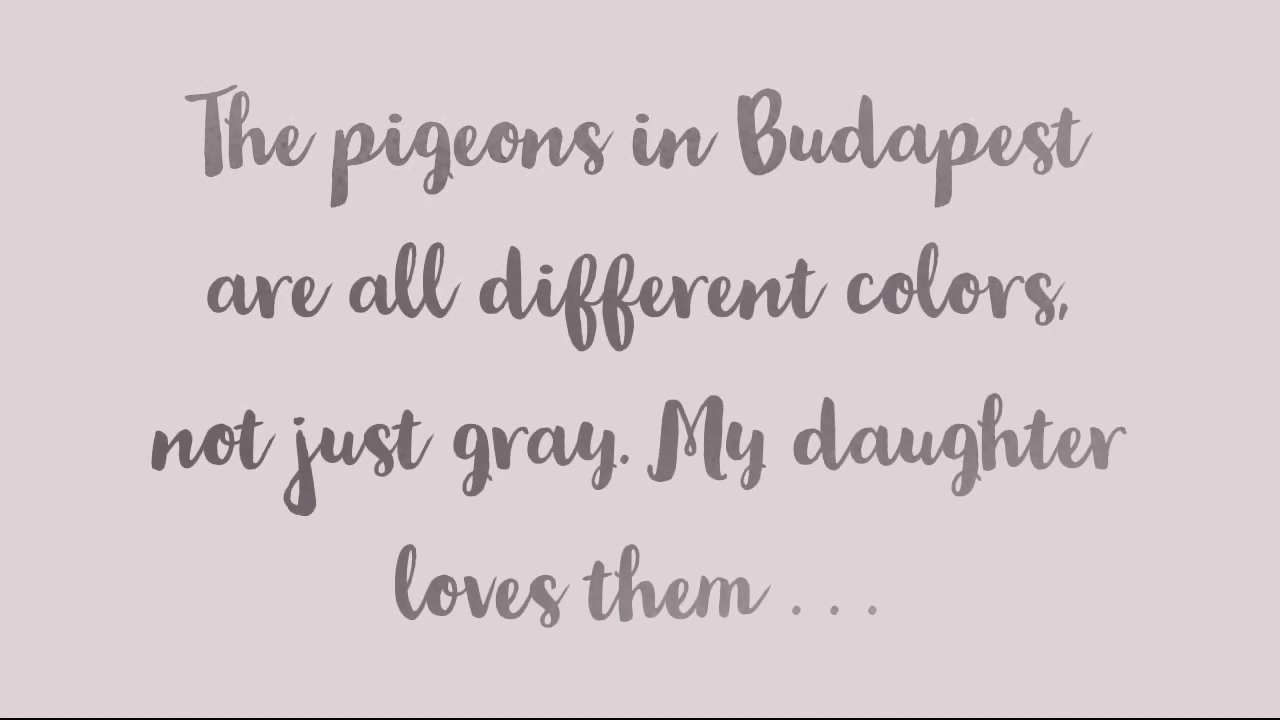 The pigeons in Budapest
are all different colors,
not just gray. My daughter
loves them . . .